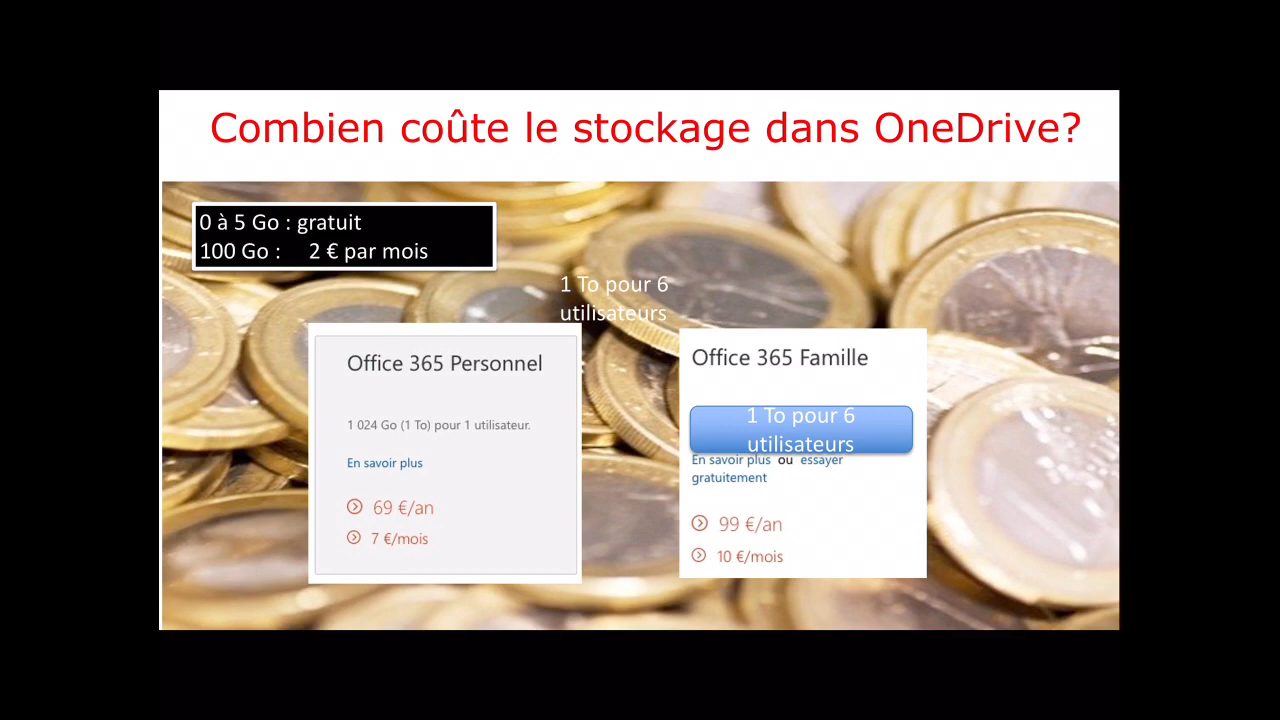 Combien coûte le stockage dans OneDrive?
0 à 5 Go : gratuit
100 Go : 2 € par mois
1 To pour 6
utilisateurs
Office 365 Personnel
1 024 Go (1 To) pour 1 utilisateur.
En savoir plus
69 €/an
7 €/mois
Office 365 Famille
1 To pour 6
utilisateurs
En savoir plus ou essayer
gratuitement
99 €/an
10 €/mois